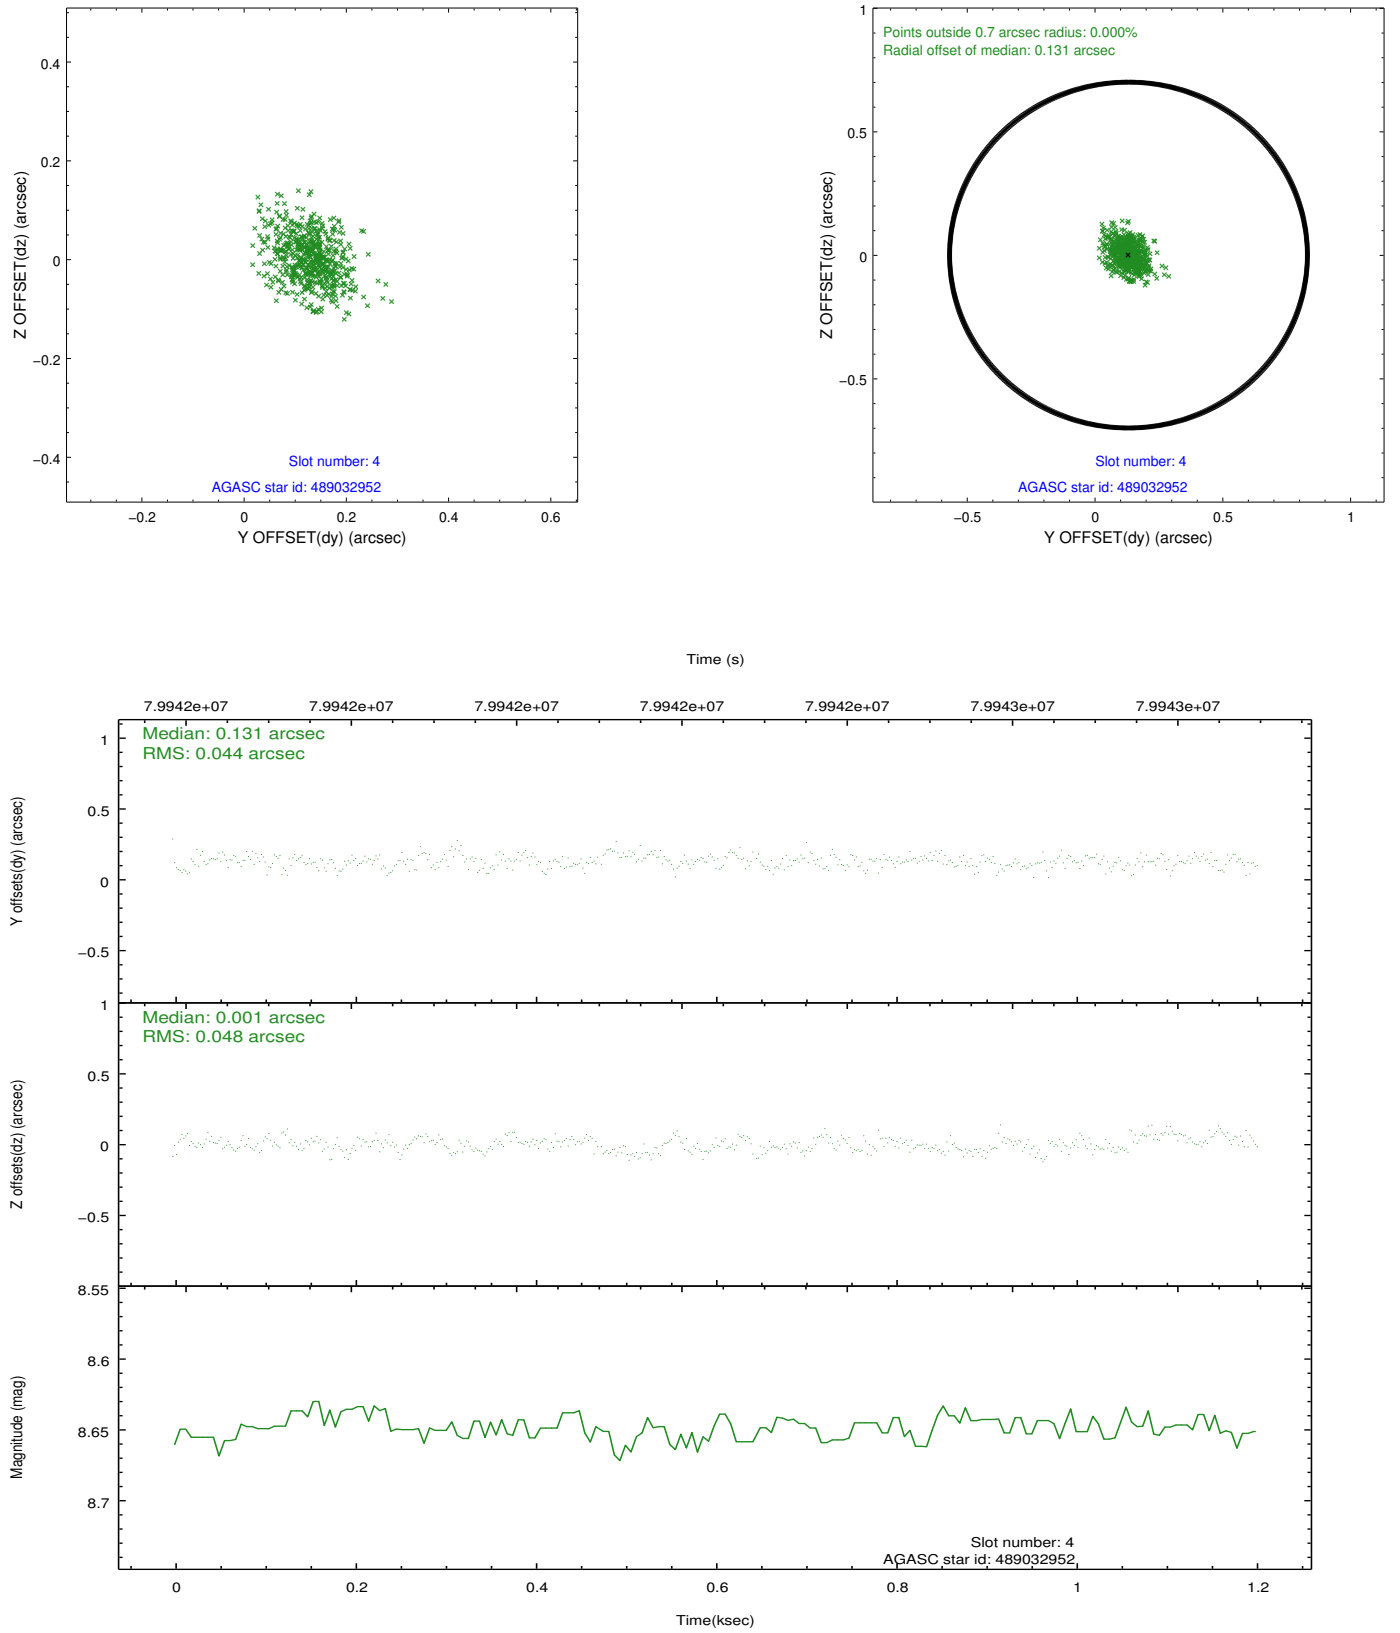 0.4
0.2
0
−0.2
−0.4
Z OFFSET(dz) (arcsec)
Slot number: 4
AGASC star id: 489032952
−0.2 0 0.2 0.4 0.6
Y OFFSET(dy) (arcsec)
1
0.5
0
−0.5
Z OFFSET(dz) (arcsec)
Points outside 0.7 arcsec radius: 0.000%
Radial offset of median: 0.131 arcsec
Slot number: 4
AGASC star id: 489032952
−0.5 0 0.5 1
Y OFFSET(dy) (arcsec)
Time (s)
7.9942e+07 7.9942e+07 7.9942e+07 7.9942e+07 7.9942e+07 7.9943e+07 7.9943e+07
Median: 0.131 arcsec
RMS: 0.044 arcsec
1
0.5
0
−0.5
Y offsets(dy) (arcsec)
Median: 0.001 arcsec
RMS: 0.048 arcsec
1
0.5
0
−0.5
Z offsets(dz) (arcsec)
8.55
8.6
8.65
8.7
Magnitude (mag)
Slot number: 4
AGASC star id: 489032952
0 0.2 0.4 0.6 0.8 1 1.2
Time(ksec)